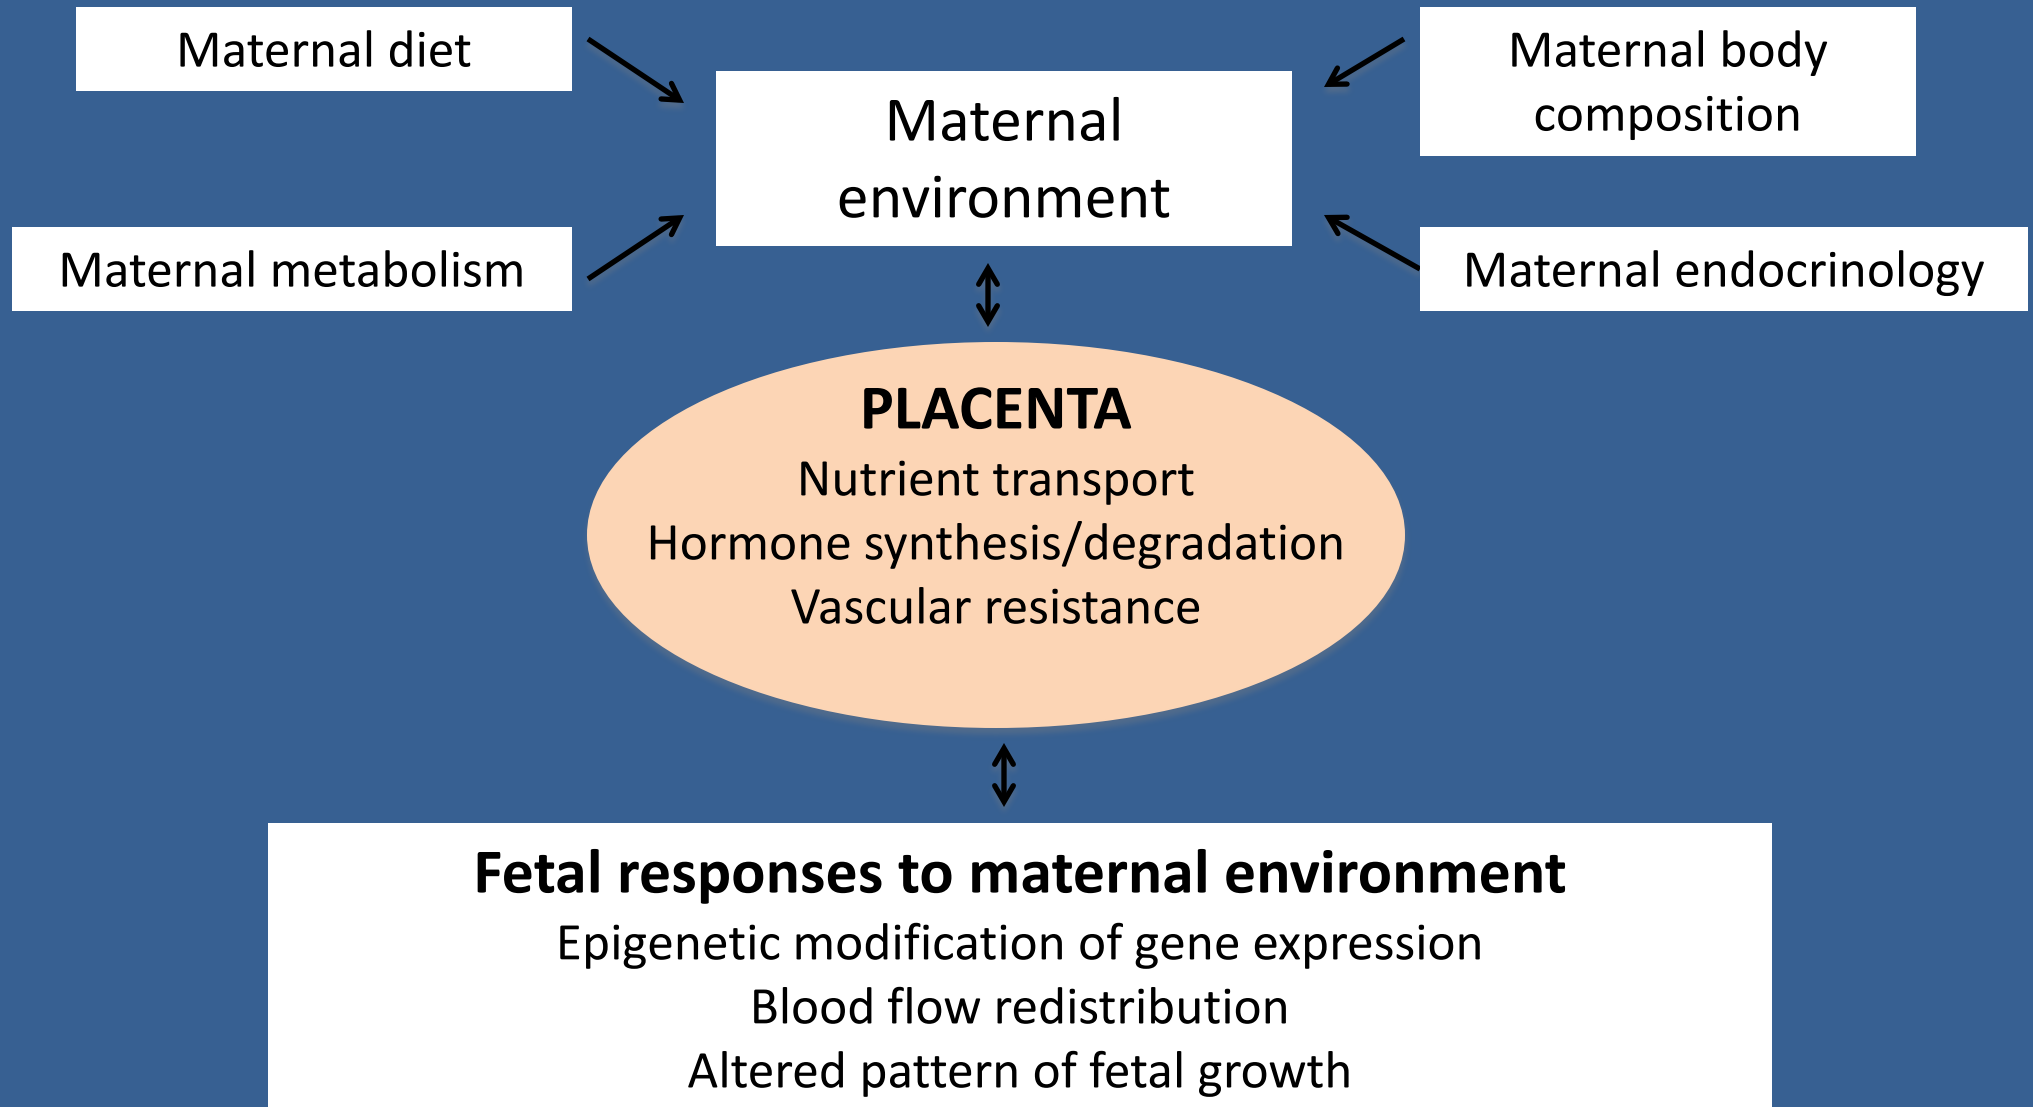 Maternal diet
Maternal body
composition
Maternal
environment
Maternal metabolism
Maternal endocrinology
PLACENTA
Nutrient transport
Hormone synthesis/degradation
Vascular resistance
Fetal responses to maternal environment
Epigenetic modification of gene expression
Blood flow redistribution
Altered pattern of fetal growth